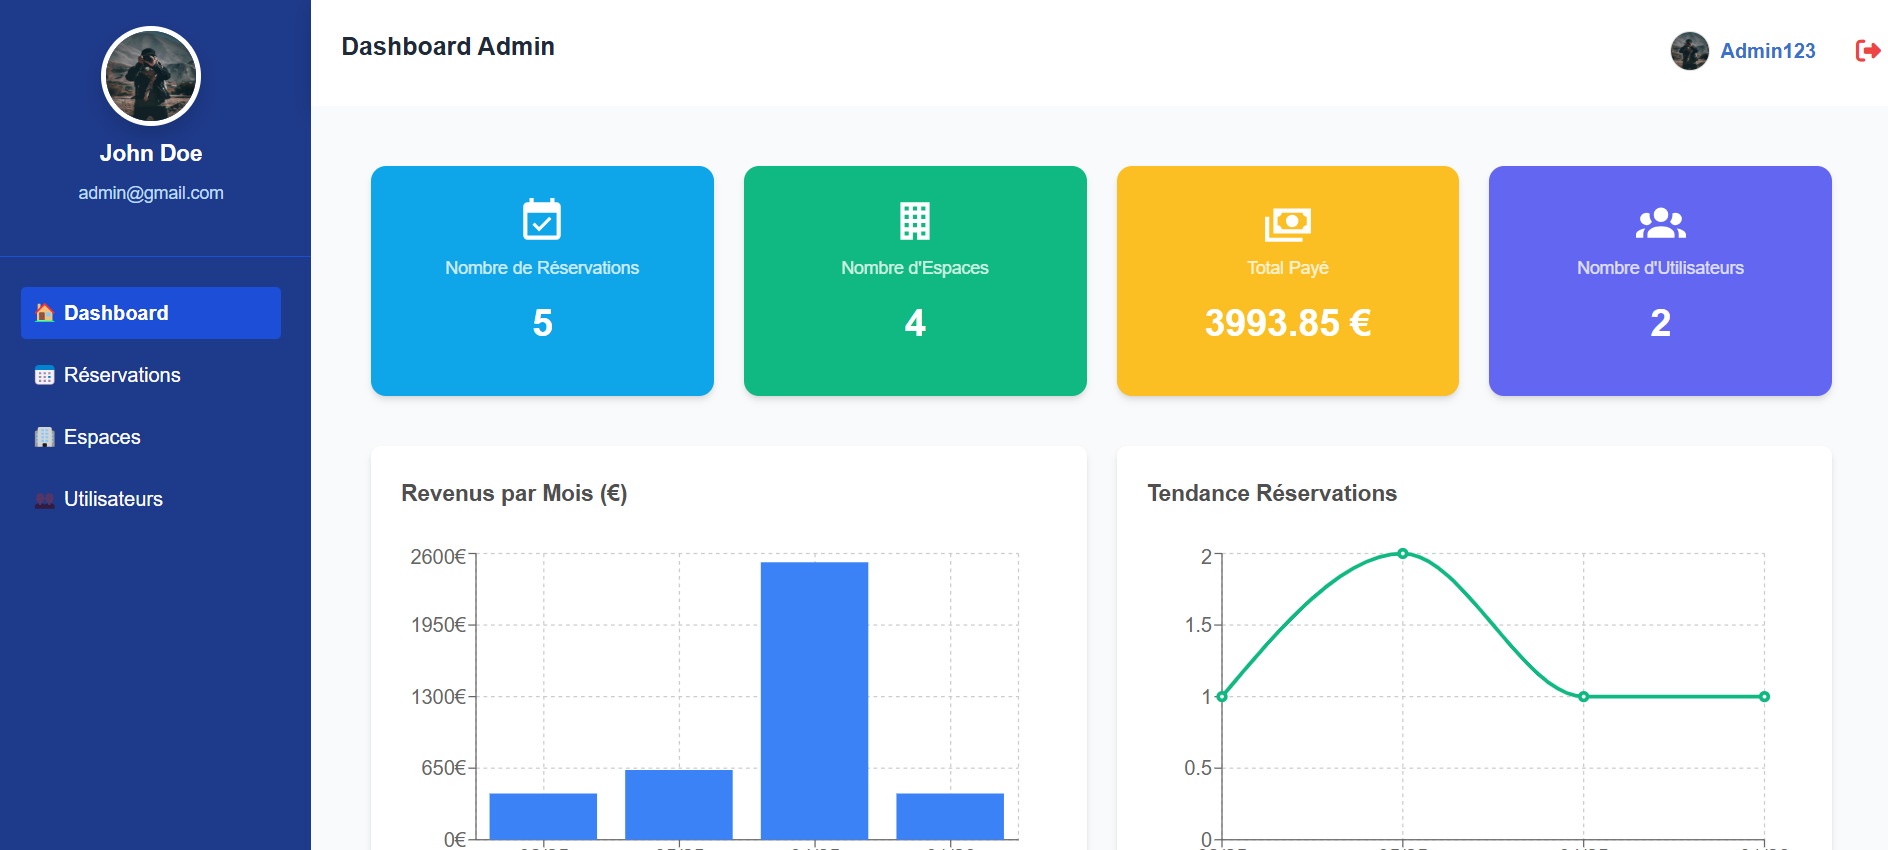 John Doe
admin@gmail.com
Dashboard
Réservations
Espaces
Utilisateurs
Dashboard Admin
Admin123
Nombre de Réservations
5
Nombre d'Espaces
4
Total Payé
3993.85 €
Nombre d'Utilisateurs
2
Revenus par Mois (€)
2600€
1950€
1300€
650€
0€
Tendance Réservations
2
1.5
1
0.5
0